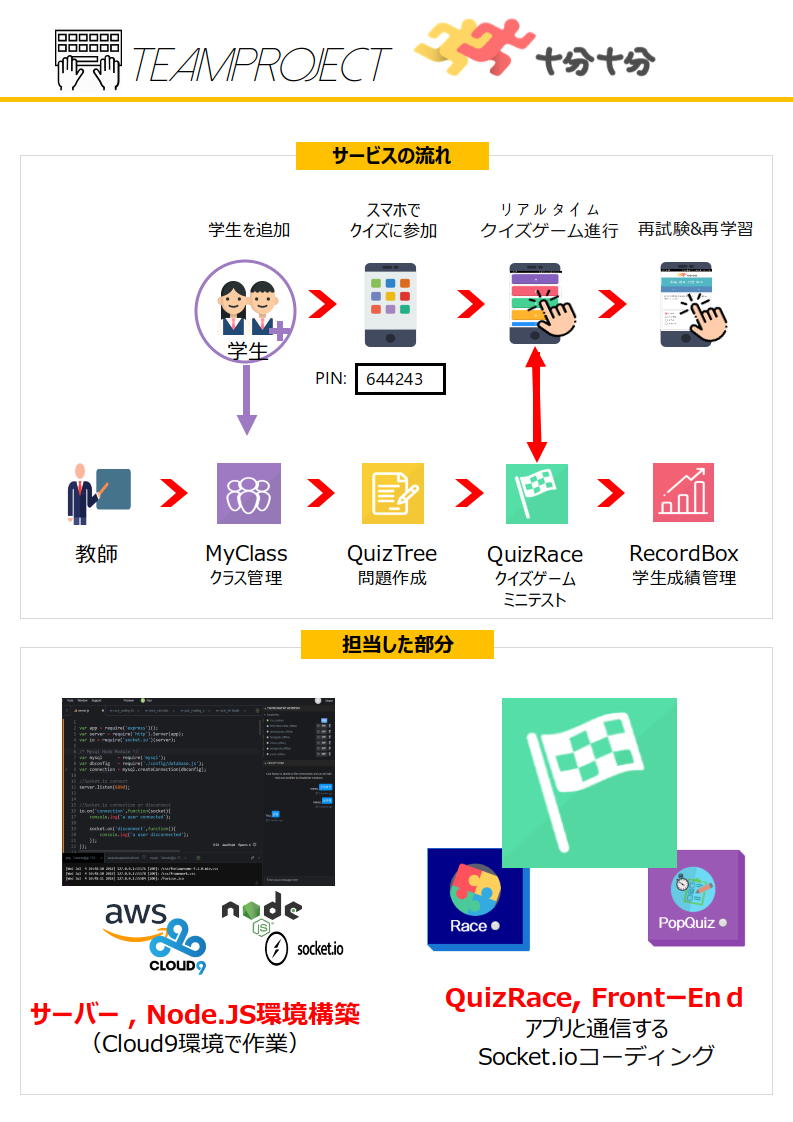 TEAMPROJECT
十分十分
サービスの流れ
学生を追加
スマホで
クイズに参加
リアルタイム
クイズゲーム進行
再試験&再学習
学生
PIN:
644243
教師
MyClass
クラス管理
QuizTree
問題作成
QuizRace
クイズゲーム
ミニテスト
RecordBox
学生成績管理
担当した部分
var app = require('express')();
var server = require('http').Server(app);
var io = require('socket.io')(server);
/* Mysql Node Module */
var mysql = require('mysql');
var dbconfig = require('./config/database.js');
var connection = mysql.createConnection(dbconfig);
//Socket.io connect
server.listen(8890);
//Socket.io connection or disconnect
io.on('connection',function(socket){
console.log('a user connected');
socket.on('disconnect',function(){
console.log('a user disconnected');
});
});
aws
CLOUD9
node
JS
socket.io
サーバー , Node.JS環境構築
（Cloud9環境で作業）
Race
PopQuiz
QuizRace, FrontーEnd
アプリと通信する
Socket.ioコーディング